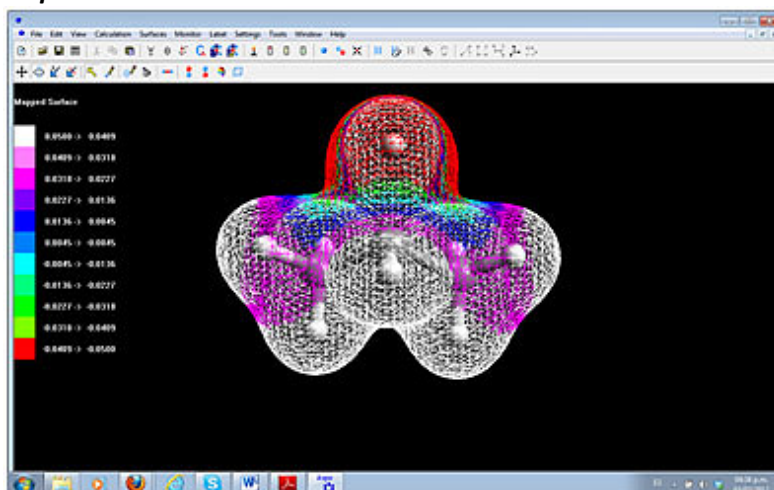 File Edit View Calculation Surfaces Monitor Label Settings Tools Window Help
Mapped Surface
0.0500 -> 0.0409
0.0409 -> 0.0318
0.0318 -> 0.0227
0.0227 -> 0.0136
0.0136 -> 0.0045
0.0045 -> -0.0045
-0.0045 -> -0.0136
-0.0136 -> -0.0227
-0.0227 -> -0.0318
-0.0318 -> -0.0409
-0.0409 -> -0.0500